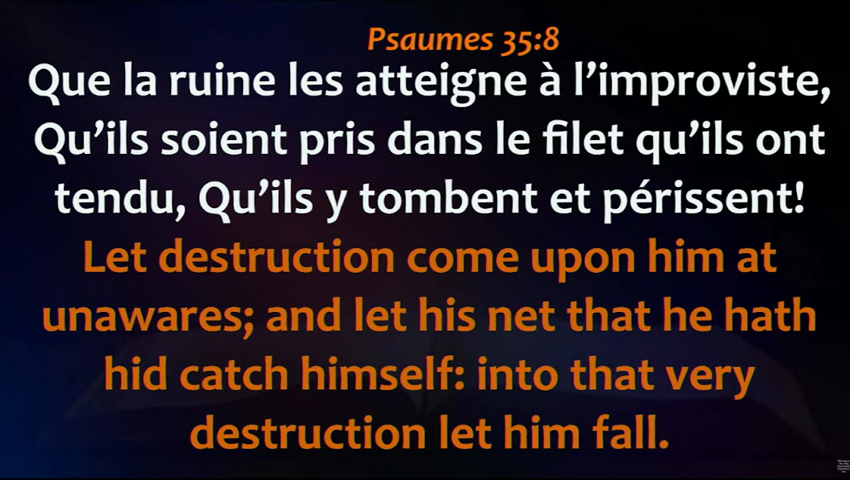 Psaumes 35:8
Que la ruine les atteigne à l’improviste,
Qu’ils soient pris dans le filet qu’ils ont
tendu, Qu’ils y tombent et périssent!
Let destruction come upon him at
unawares; and let his net that he hath
hid catch himself: into that very
destruction let him fall.